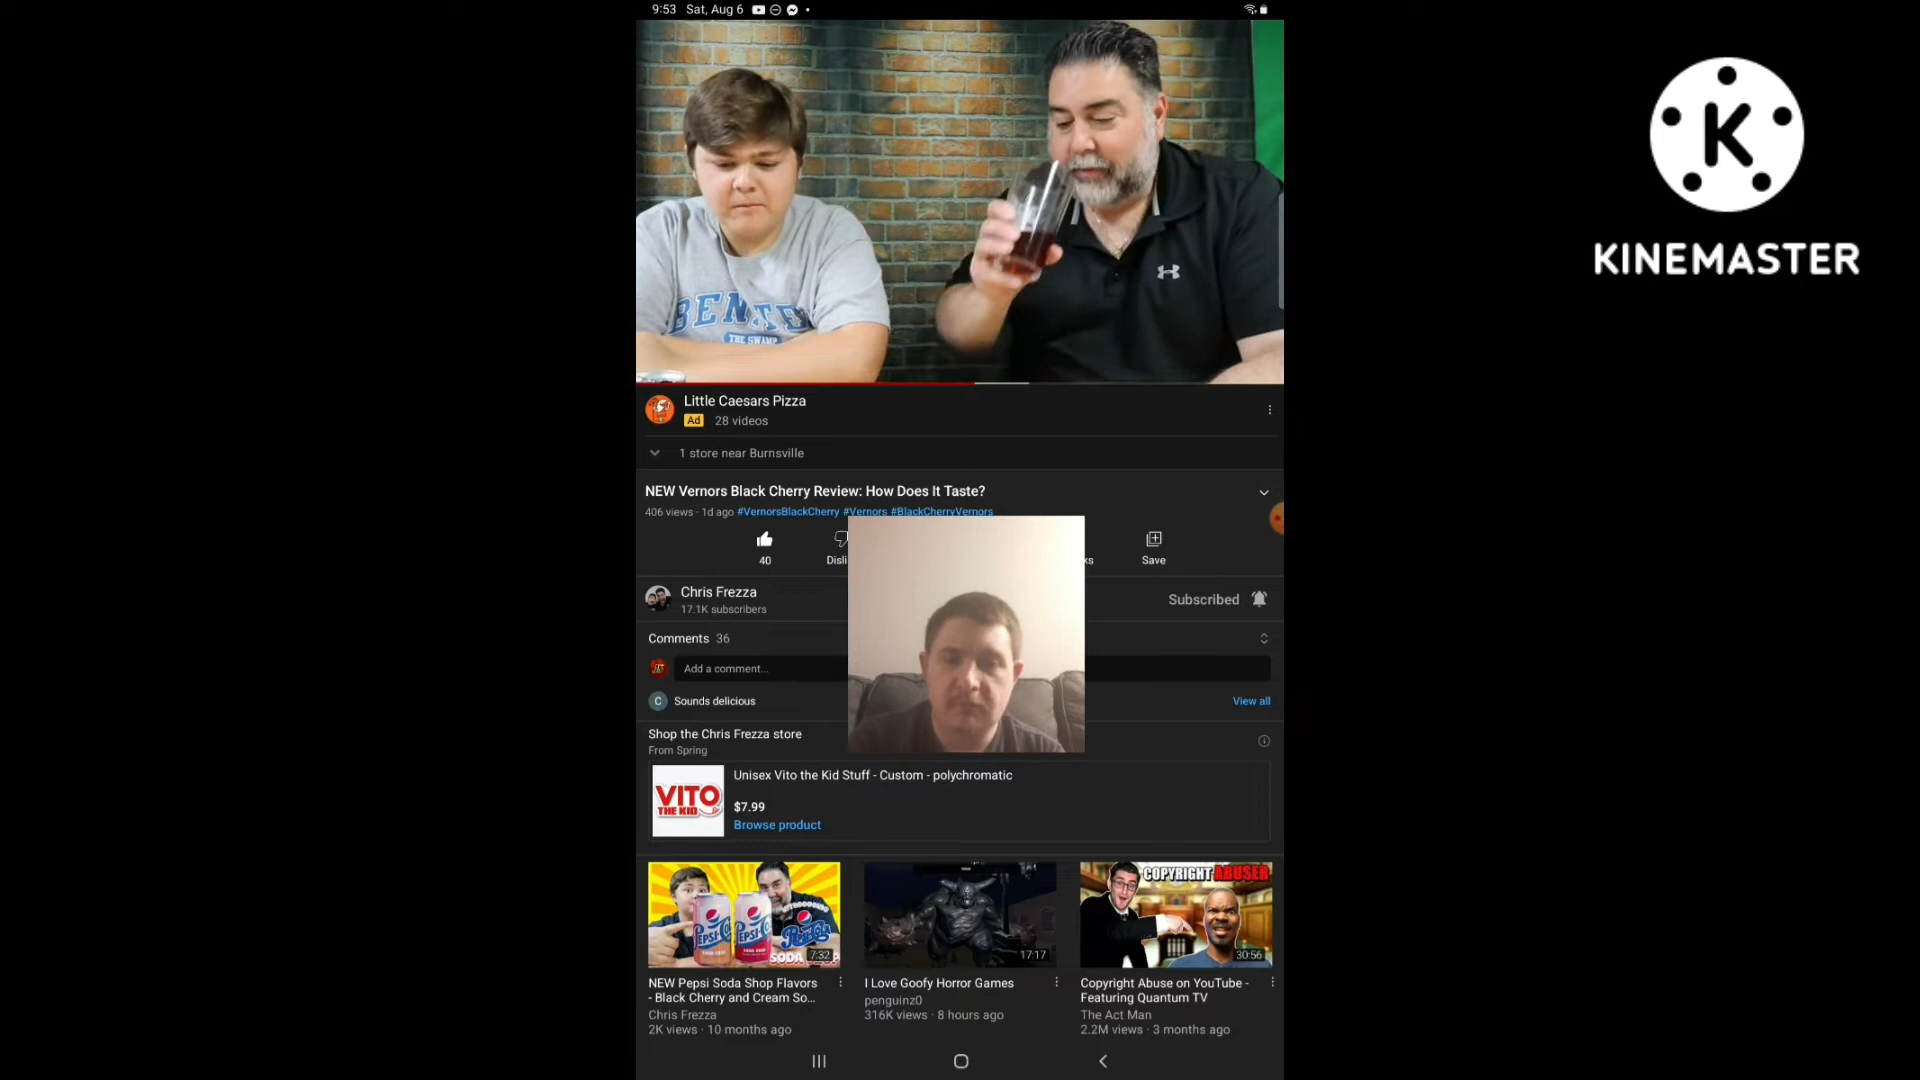 9:53 Sat, Aug 6
KINEMASTER
THE SWAMP
Little Caesars Pizza
Ad 28 videos
1 store near Burnsville
NEW Vernors Black Cherry Review: How Does It Taste?
406 views · 1d ago #VernorsBlackCherry #Vernors #BlackCherryVernors
40
Save
Chris Frezza
17.1K subscribers
Subscribed
Comments 36
Add a comment...
C Sounds delicious
View all
Shop the Chris Frezza store
From Spring
VITO
THE KID
Unisex Vito the Kid Stuff - Custom - polychromatic
$7.99
Browse product
7:32
SODA SHOP
17:17
COPYRIGHT ABUSER
30:56
NEW Pepsi Soda Shop Flavors
- Black Cherry and Cream So...
Chris Frezza
2K views · 10 months ago
I Love Goofy Horror Games
penguinz0
316K views · 8 hours ago
Copyright Abuse on YouTube -
Featuring Quantum TV
The Act Man
2.2M views · 3 months ago